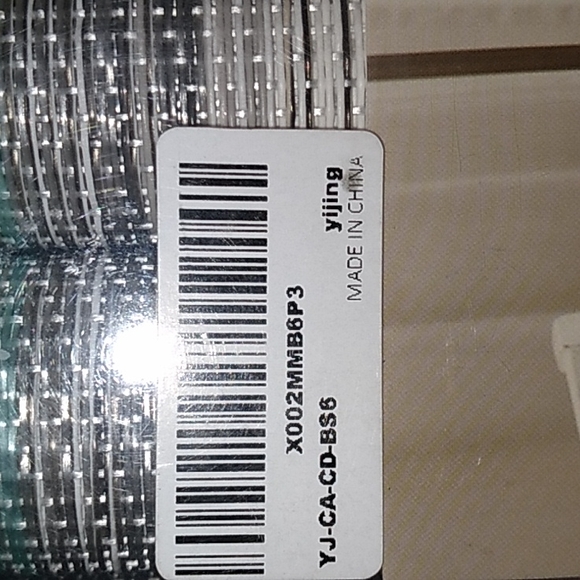 X002MMB6P3
YJ-CA-CD-BS6
yijing
MADE IN CHINA